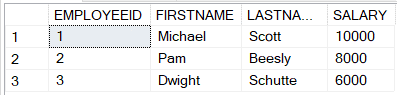 EMPLOYEEID FIRSTNAME LASTNA... SALARY
1 1 Michael Scott 10000
2 2 Pam Beesly 8000
3 3 Dwight Schutte 6000